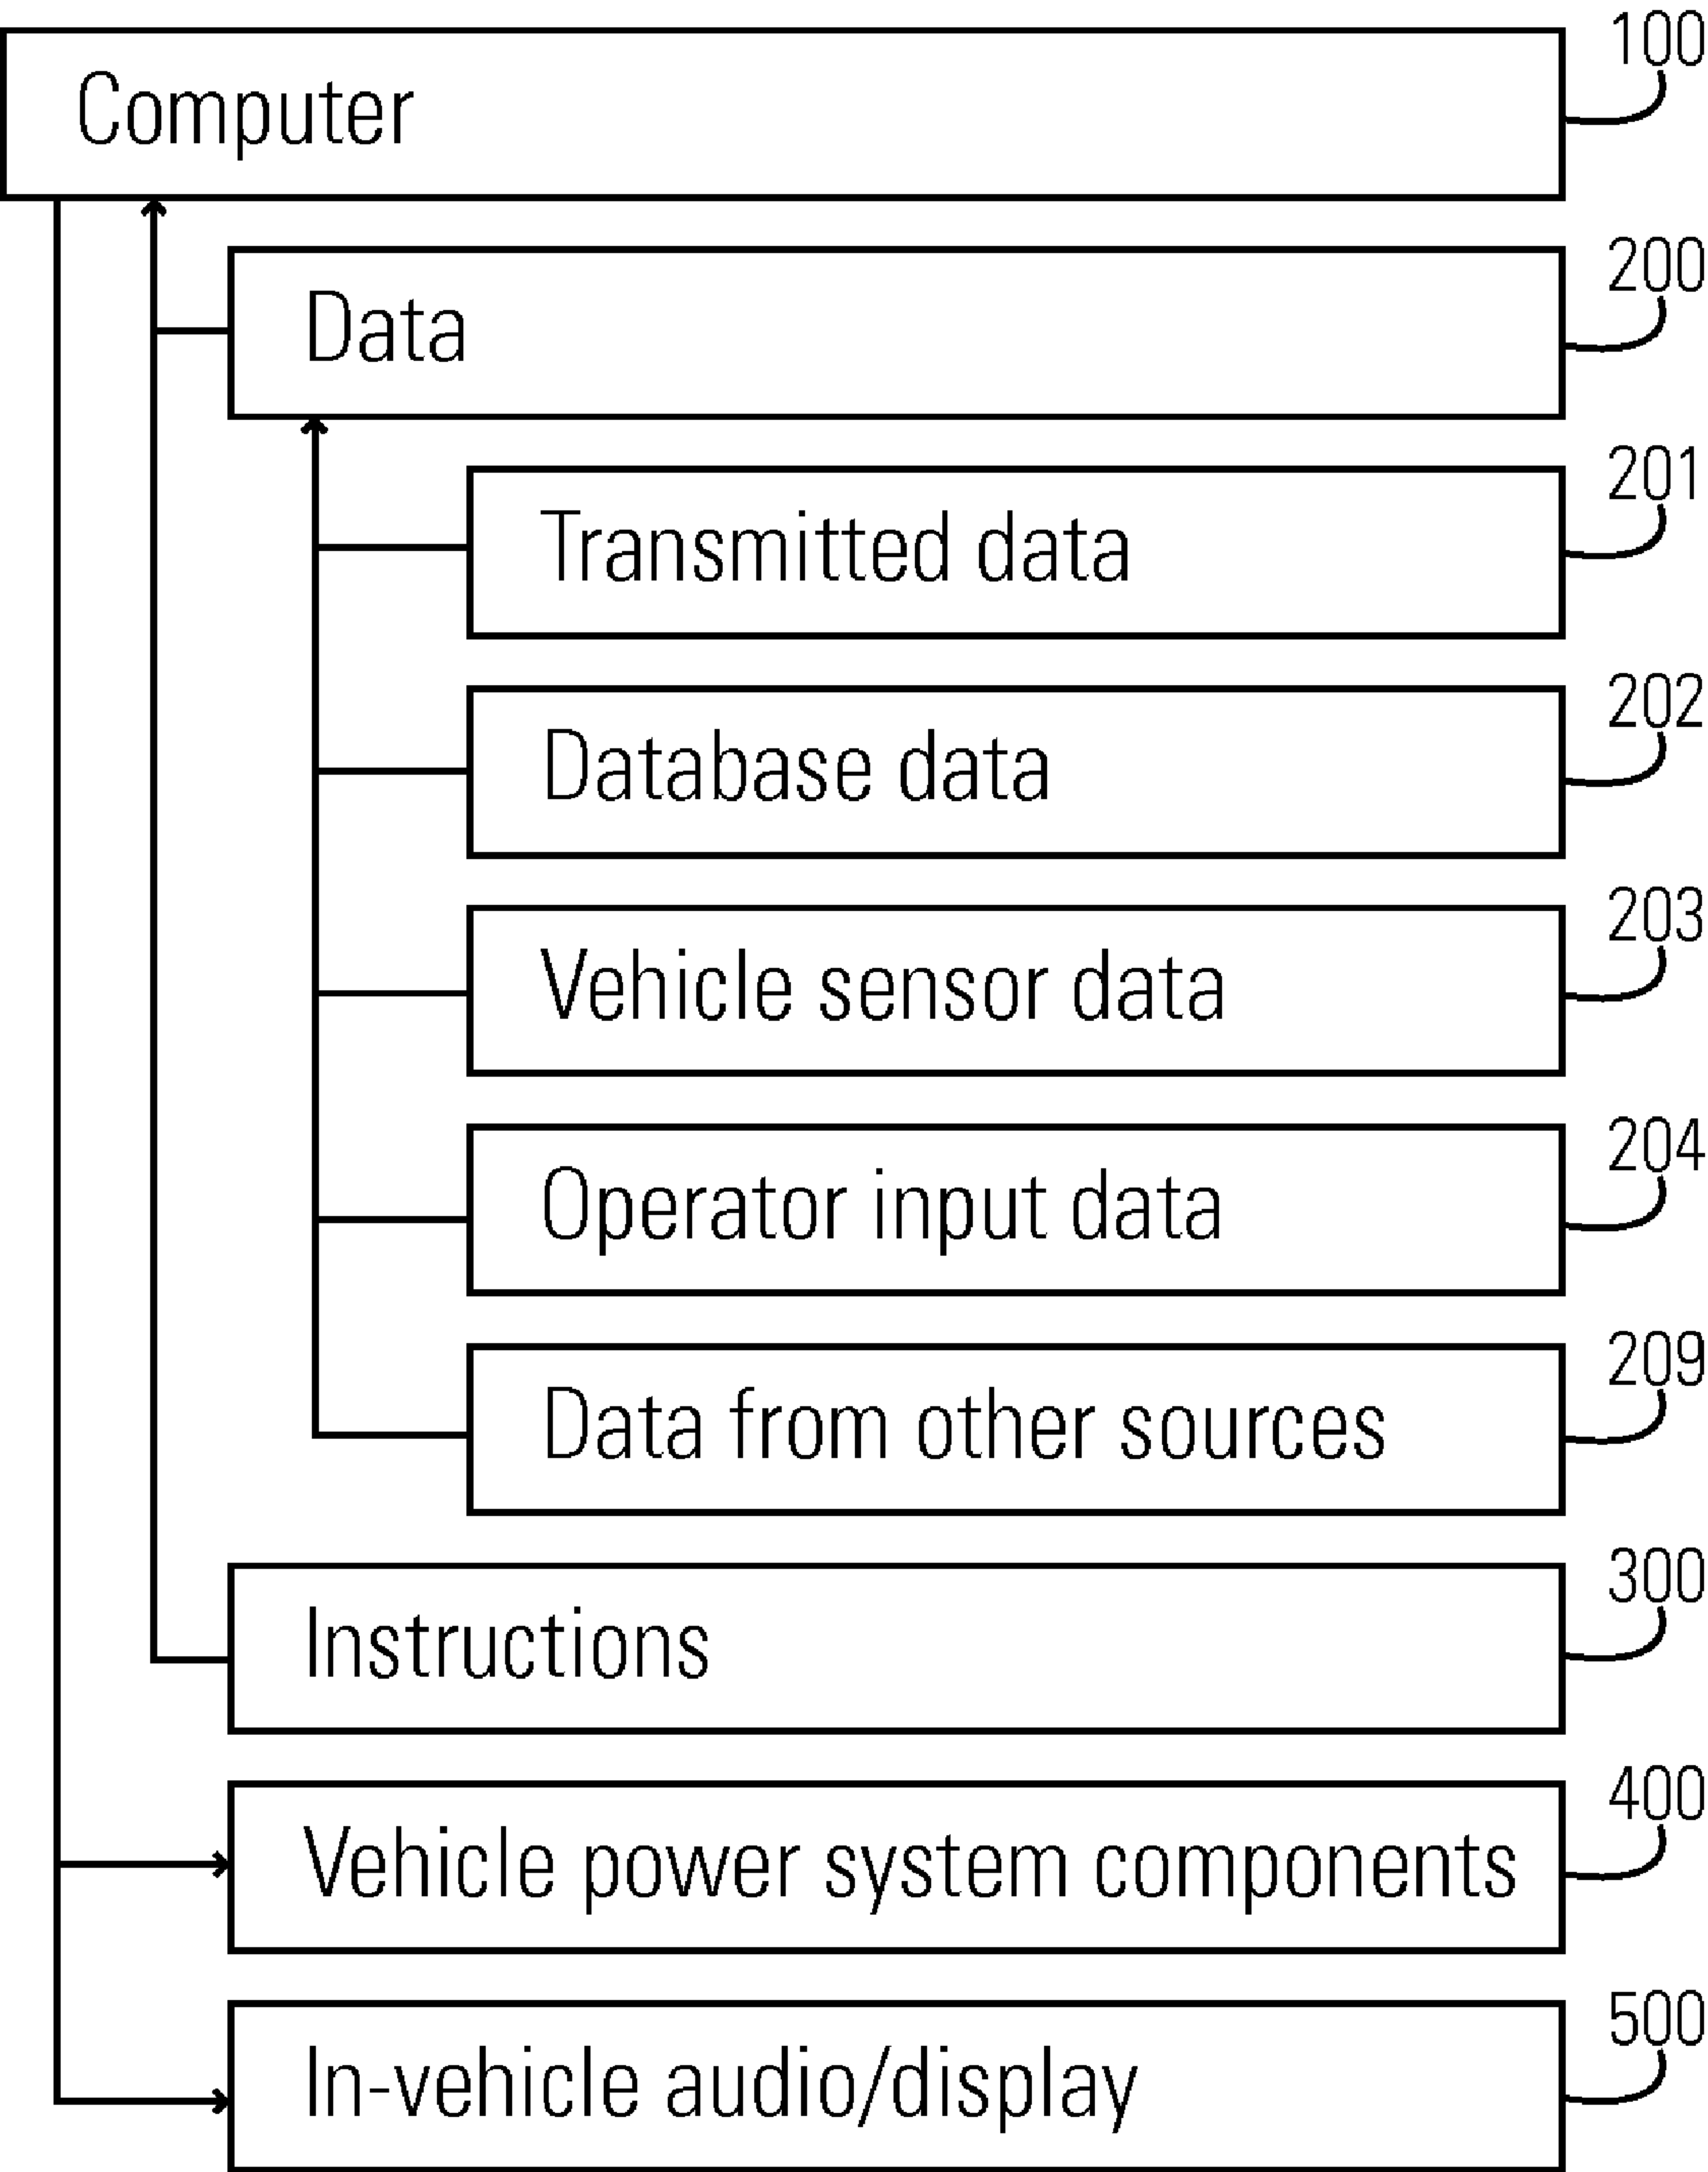 100
Computer
200
Data
201
Transmitted data
202
Database data
203
Vehicle sensor data
204
Operator input data
209
Data from other sources
300
Instructions
400
Vehicle power system components
500
In-vehicle audio/display